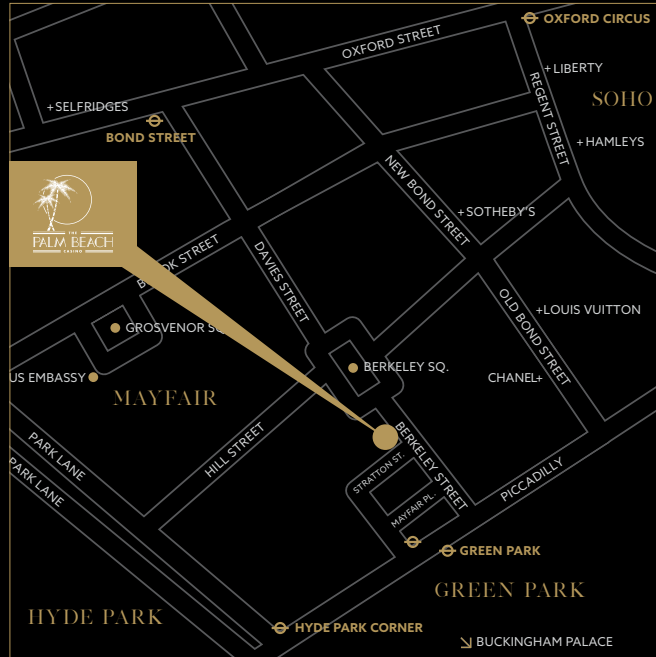 OXFORD CIRCUS
OXFORD STREET
+LIBERTY
REGENT STREET
SOHO
+SELFRIDGES
BOND STREET
+HAMLEYS
NEW BOND STREET
THE
PALM BEACH
CASINO
+SOTHEBY'S
B OK STREET
DAVIES STREET
OLD BOND STREET
+LOUIS VUITTON
GROSVENOR SQ
BERKELEY SQ.
US EMBASSY
CHANEL+
MAYFAIR
HILL STREET
BERKELEY STREET
PARK LANE
PARK LANE
STRATTON ST.
MAYFAIR PL.
PICCADILLY
GREEN PARK
GREEN PARK
HYDE PARK
HYDE PARK CORNER
BUCKINGHAM PALACE